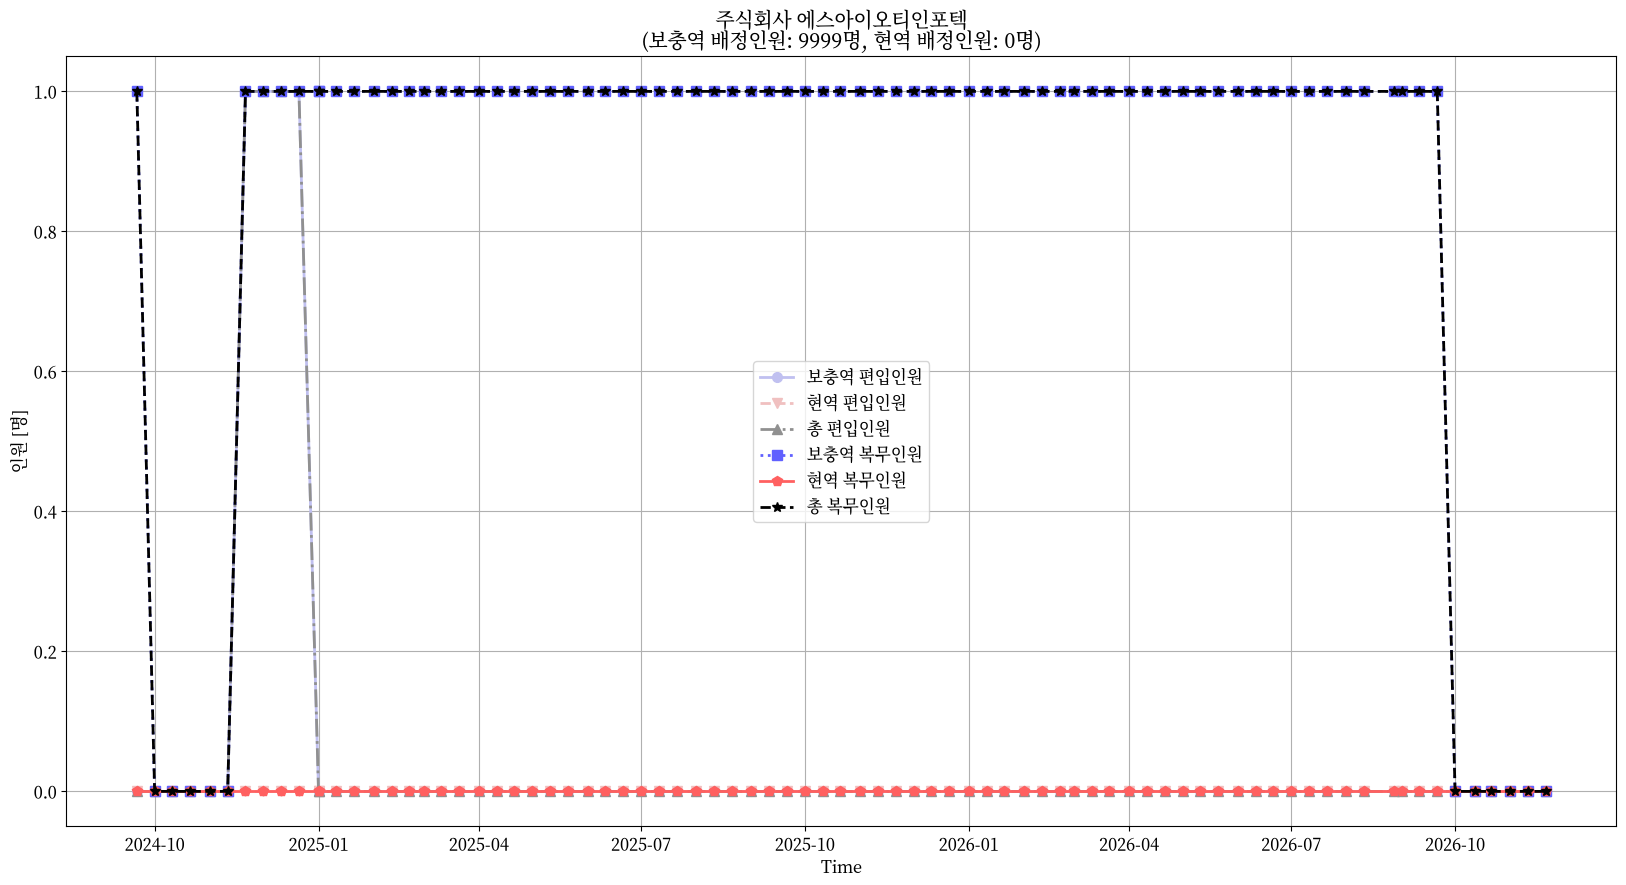 주식회사 에스아이오티인포텍
(보충역 배정인원: 9999명, 현역 배정인원: 0명)
인원 [명]
1.0
0.8
0.6
0.4
0.2
0.0
보충역 편입인원
현역 편입인원
총 편입인원
보충역 복무인원
현역 복무인원
총 복무인원
2024-10 2025-01 2025-04 2025-07 2025-10 2026-01 2026-04 2026-07 2026-10
Time